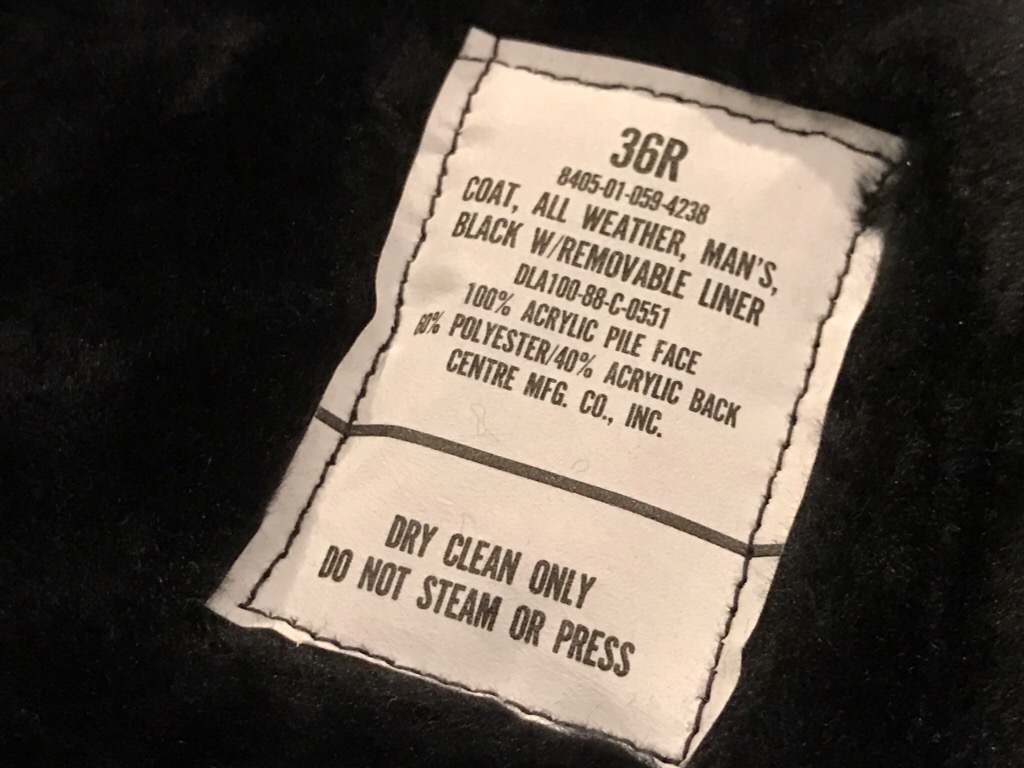 36R
8405-01-059-4238
COAT, ALL WEATHER, MAN'S,
BLACK W/REMOVABLE LINER
DLA100-88-C-0551
100% ACRYLIC PILE FACE
60% POLYESTER/40% ACRYLIC BACK
CENTRE MFG. CO., INC.
DRY CLEAN ONLY
DO NOT STEAM OR PRESS